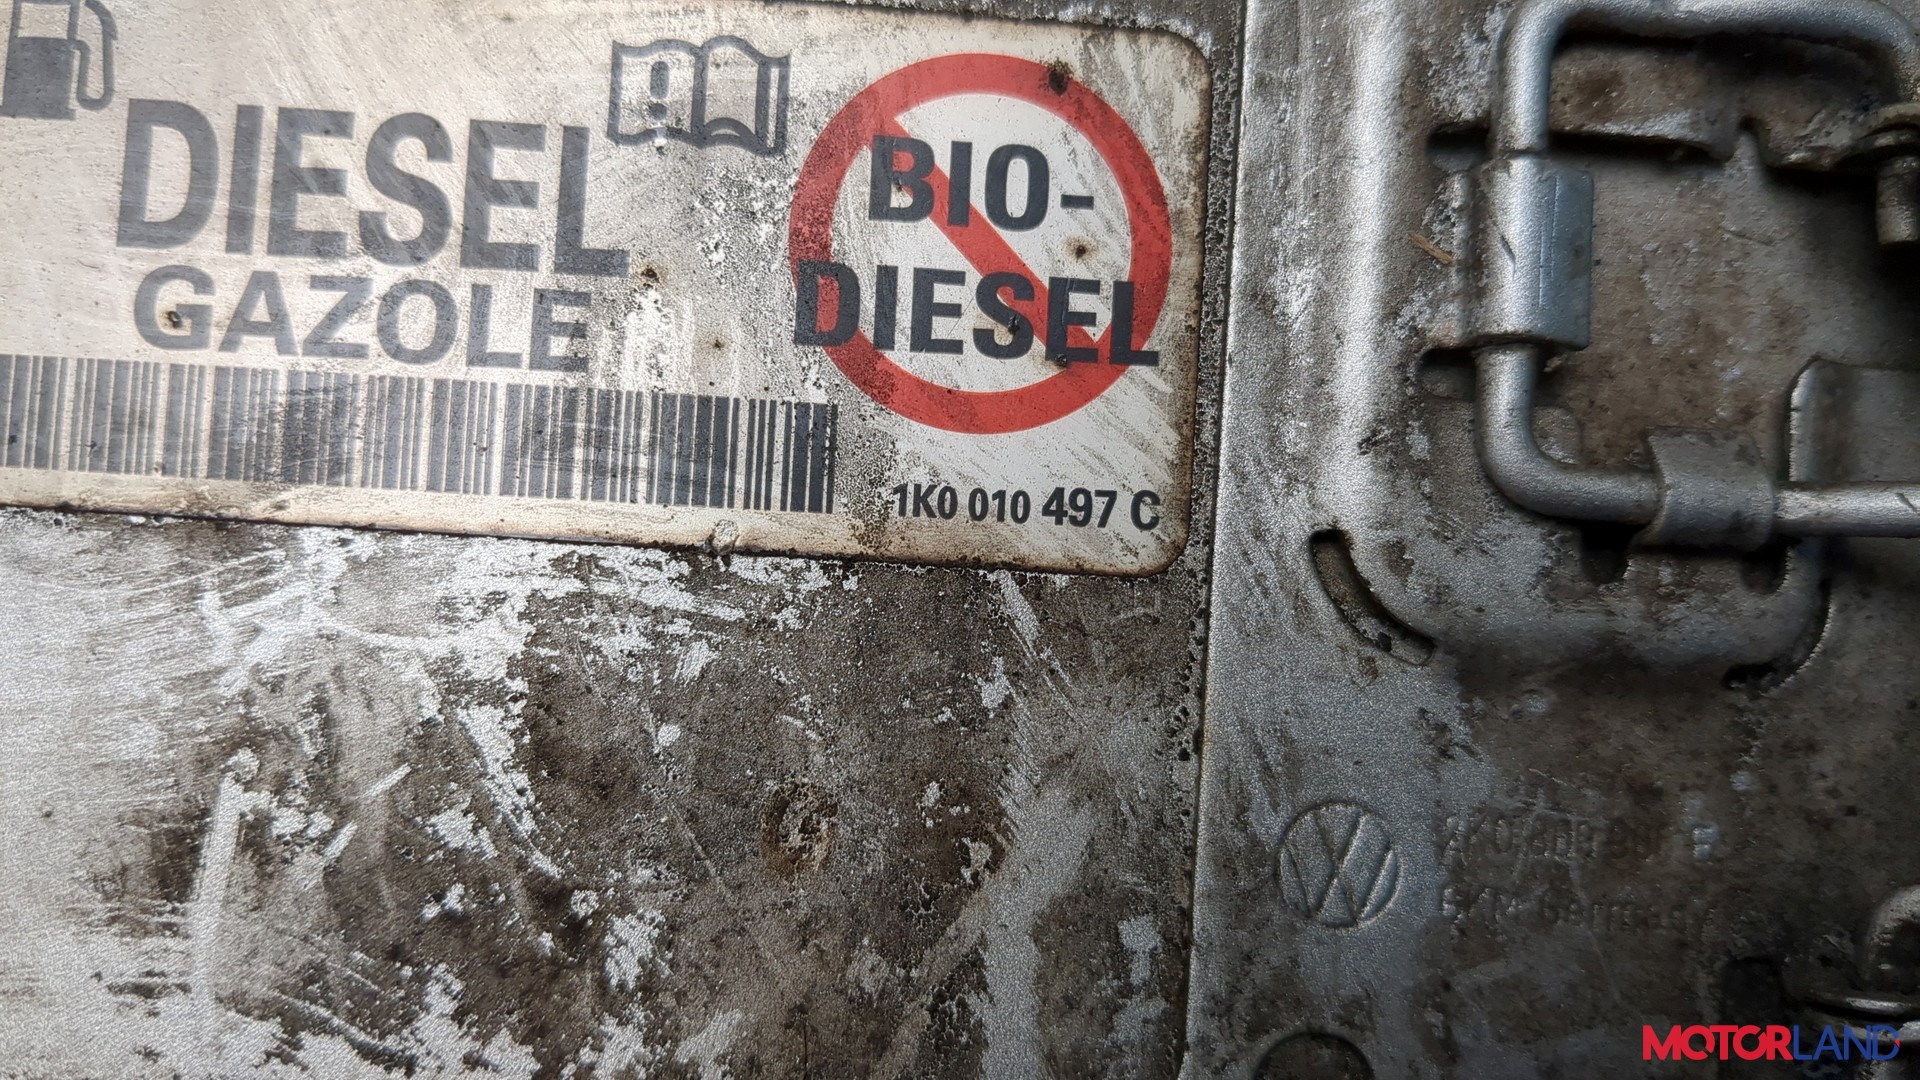 DIESEL
GAZOLE
BIO-
DIESEL
1K0 010 497 C
MOTORLAND